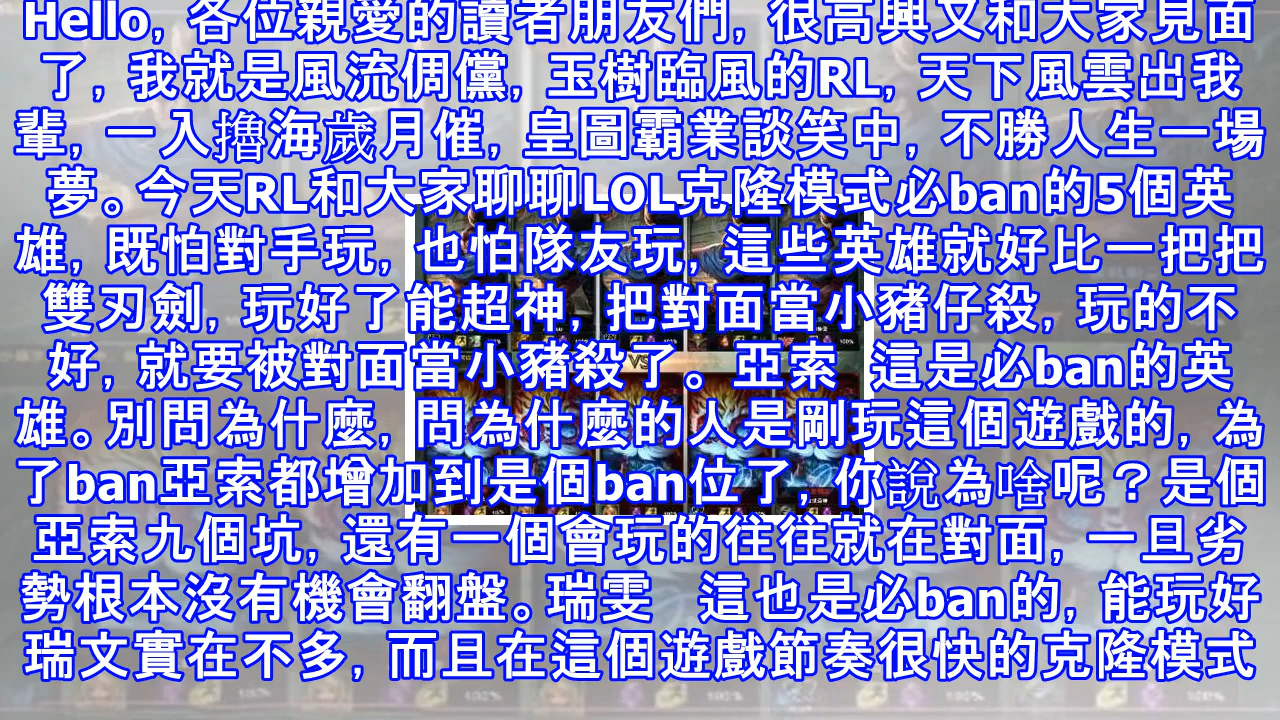 Hello, 各位親愛的讀者朋友們, 很高興又和大家見面
了, 我就是風流倜儻, 玉樹臨風的RL, 天下風雲出我
輩, 一入擼海歲月催, 皇圖霸業談笑中, 不勝人生一場
夢。今天RL和大家聊聊LOL克隆模式必ban的5個英
雄, 既怕對手玩, 也怕隊友玩, 這些英雄就好比一把把
雙刃劍, 玩好了能超神, 把對面當小豬仔殺, 玩的不
好, 就要被對面當小豬殺了。亞索 這是必ban的英
雄。別問為什麼, 問為什麼的人是剛玩這個遊戲的, 為
了ban亞索都增加到是個ban位了, 你說為啥呢？是個
亞索九個坑, 還有一個會玩的往往就在對面, 一旦劣
勢根本沒有機會翻盤。瑞雯 這也是必ban的, 能玩好
瑞文實在不多, 而且在這個遊戲節奏很快的克隆模式
VS